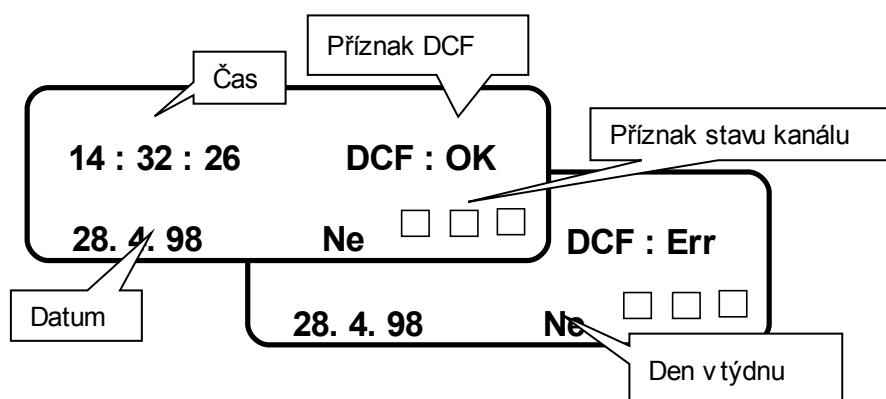 Příznak DCF
Čas
Příznak stavu kanálu
14 : 32 : 26 DCF : OK
28. 4. 98 Ne
DCF : Err
Datum
28. 4. 98 Ne
Den v týdnu